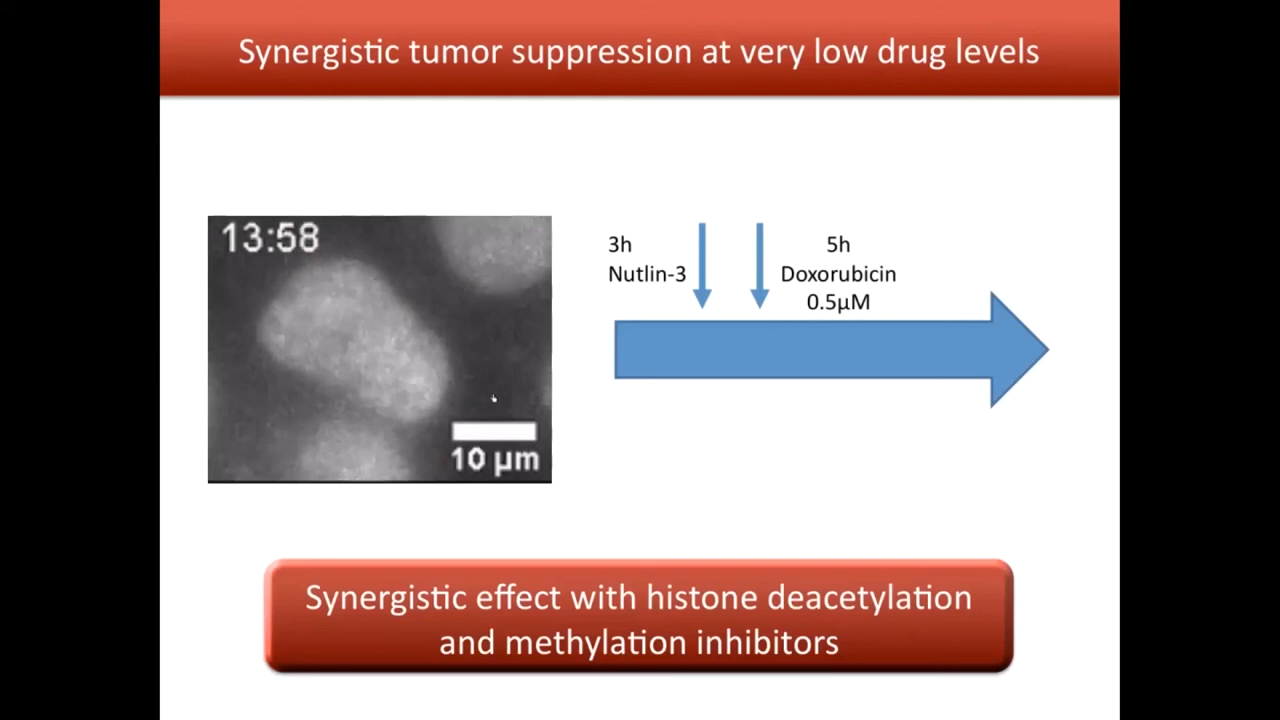 Synergistic tumor suppression at very low drug levels
13:58
10 µm
3h
Nutlin-3
5h
Doxorubicin
0.5µM
Synergistic effect with histone deacetylation
and methylation inhibitors